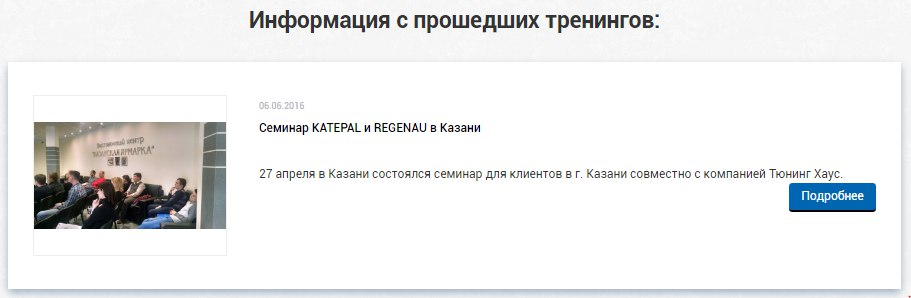 Информация с прошедших тренингов:
Выставочный центр
"КАЗАНСКАЯ ЯРМАРКА"
06.06.2016
Семинар KATEPAL и REGENAU в Казани
27 апреля в Казани состоялся семинар для клиентов в г. Казани совместно с компанией Тюнинг Хаус.
Подробнее